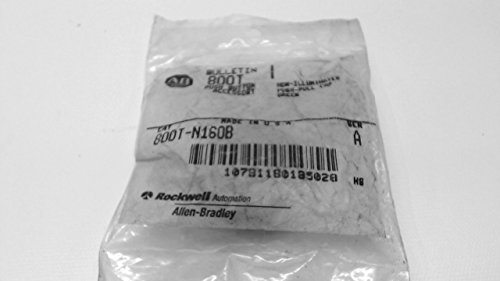 AB
BULLETIN
800T
PUSH BUTTON
ACCESSORY
NON-ILLUMINATED
PUSH-PULL CAP
GREEN
MADE IN U.S.A.
CAT
SER
800T-N160B
A
10781180185028
Rockwell Automation
Allen-Bradley